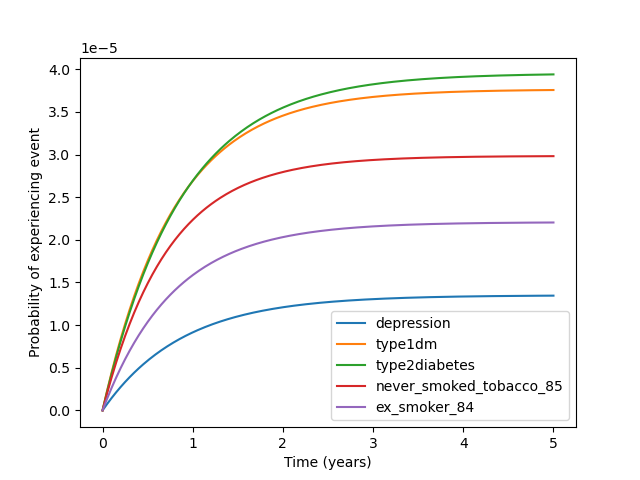 1e−5
4.0
3.5
3.0
2.5
2.0
1.5
1.0
0.5
0.0
Probability of experiencing event
depression
type1dm
type2diabetes
never_smoked_tobacco_85
ex_smoker_84
0 1 2 3 4 5
Time (years)